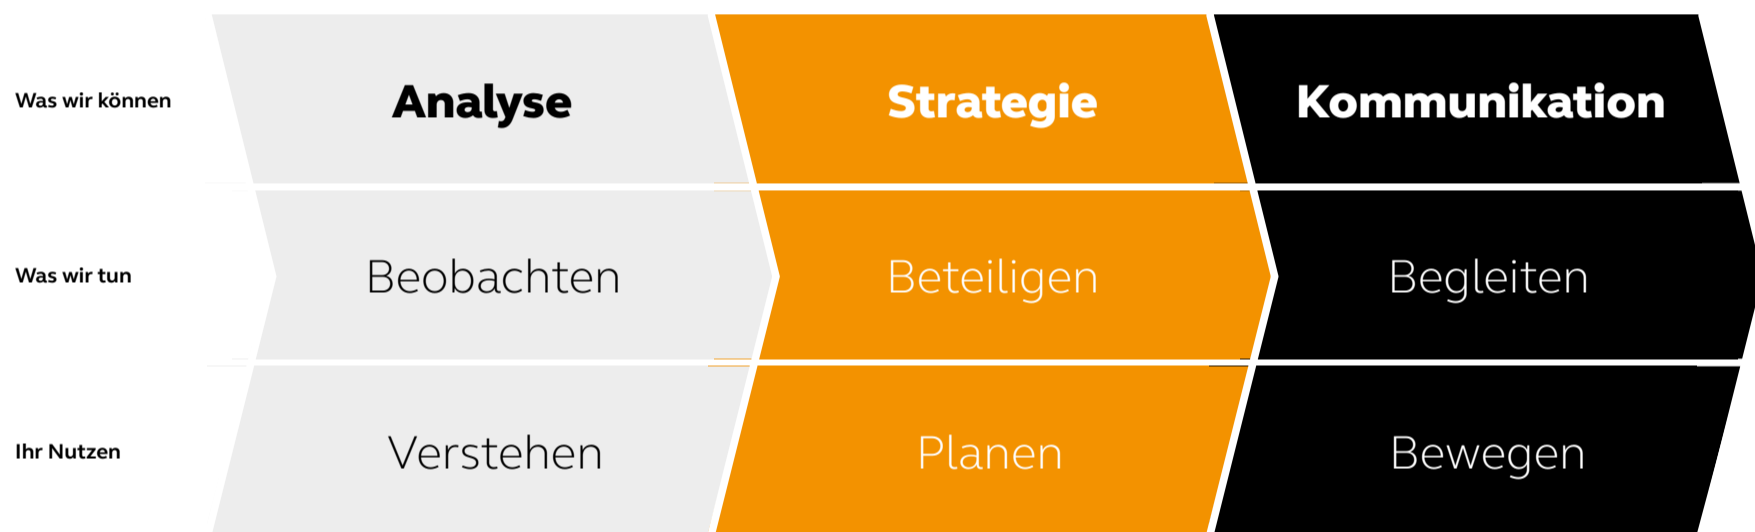 Was wir können Analyse Strategie Kommunikation
Was wir tun Beobachten Beteiligen Begleiten
Ihr Nutzen Verstehen Planen Bewegen